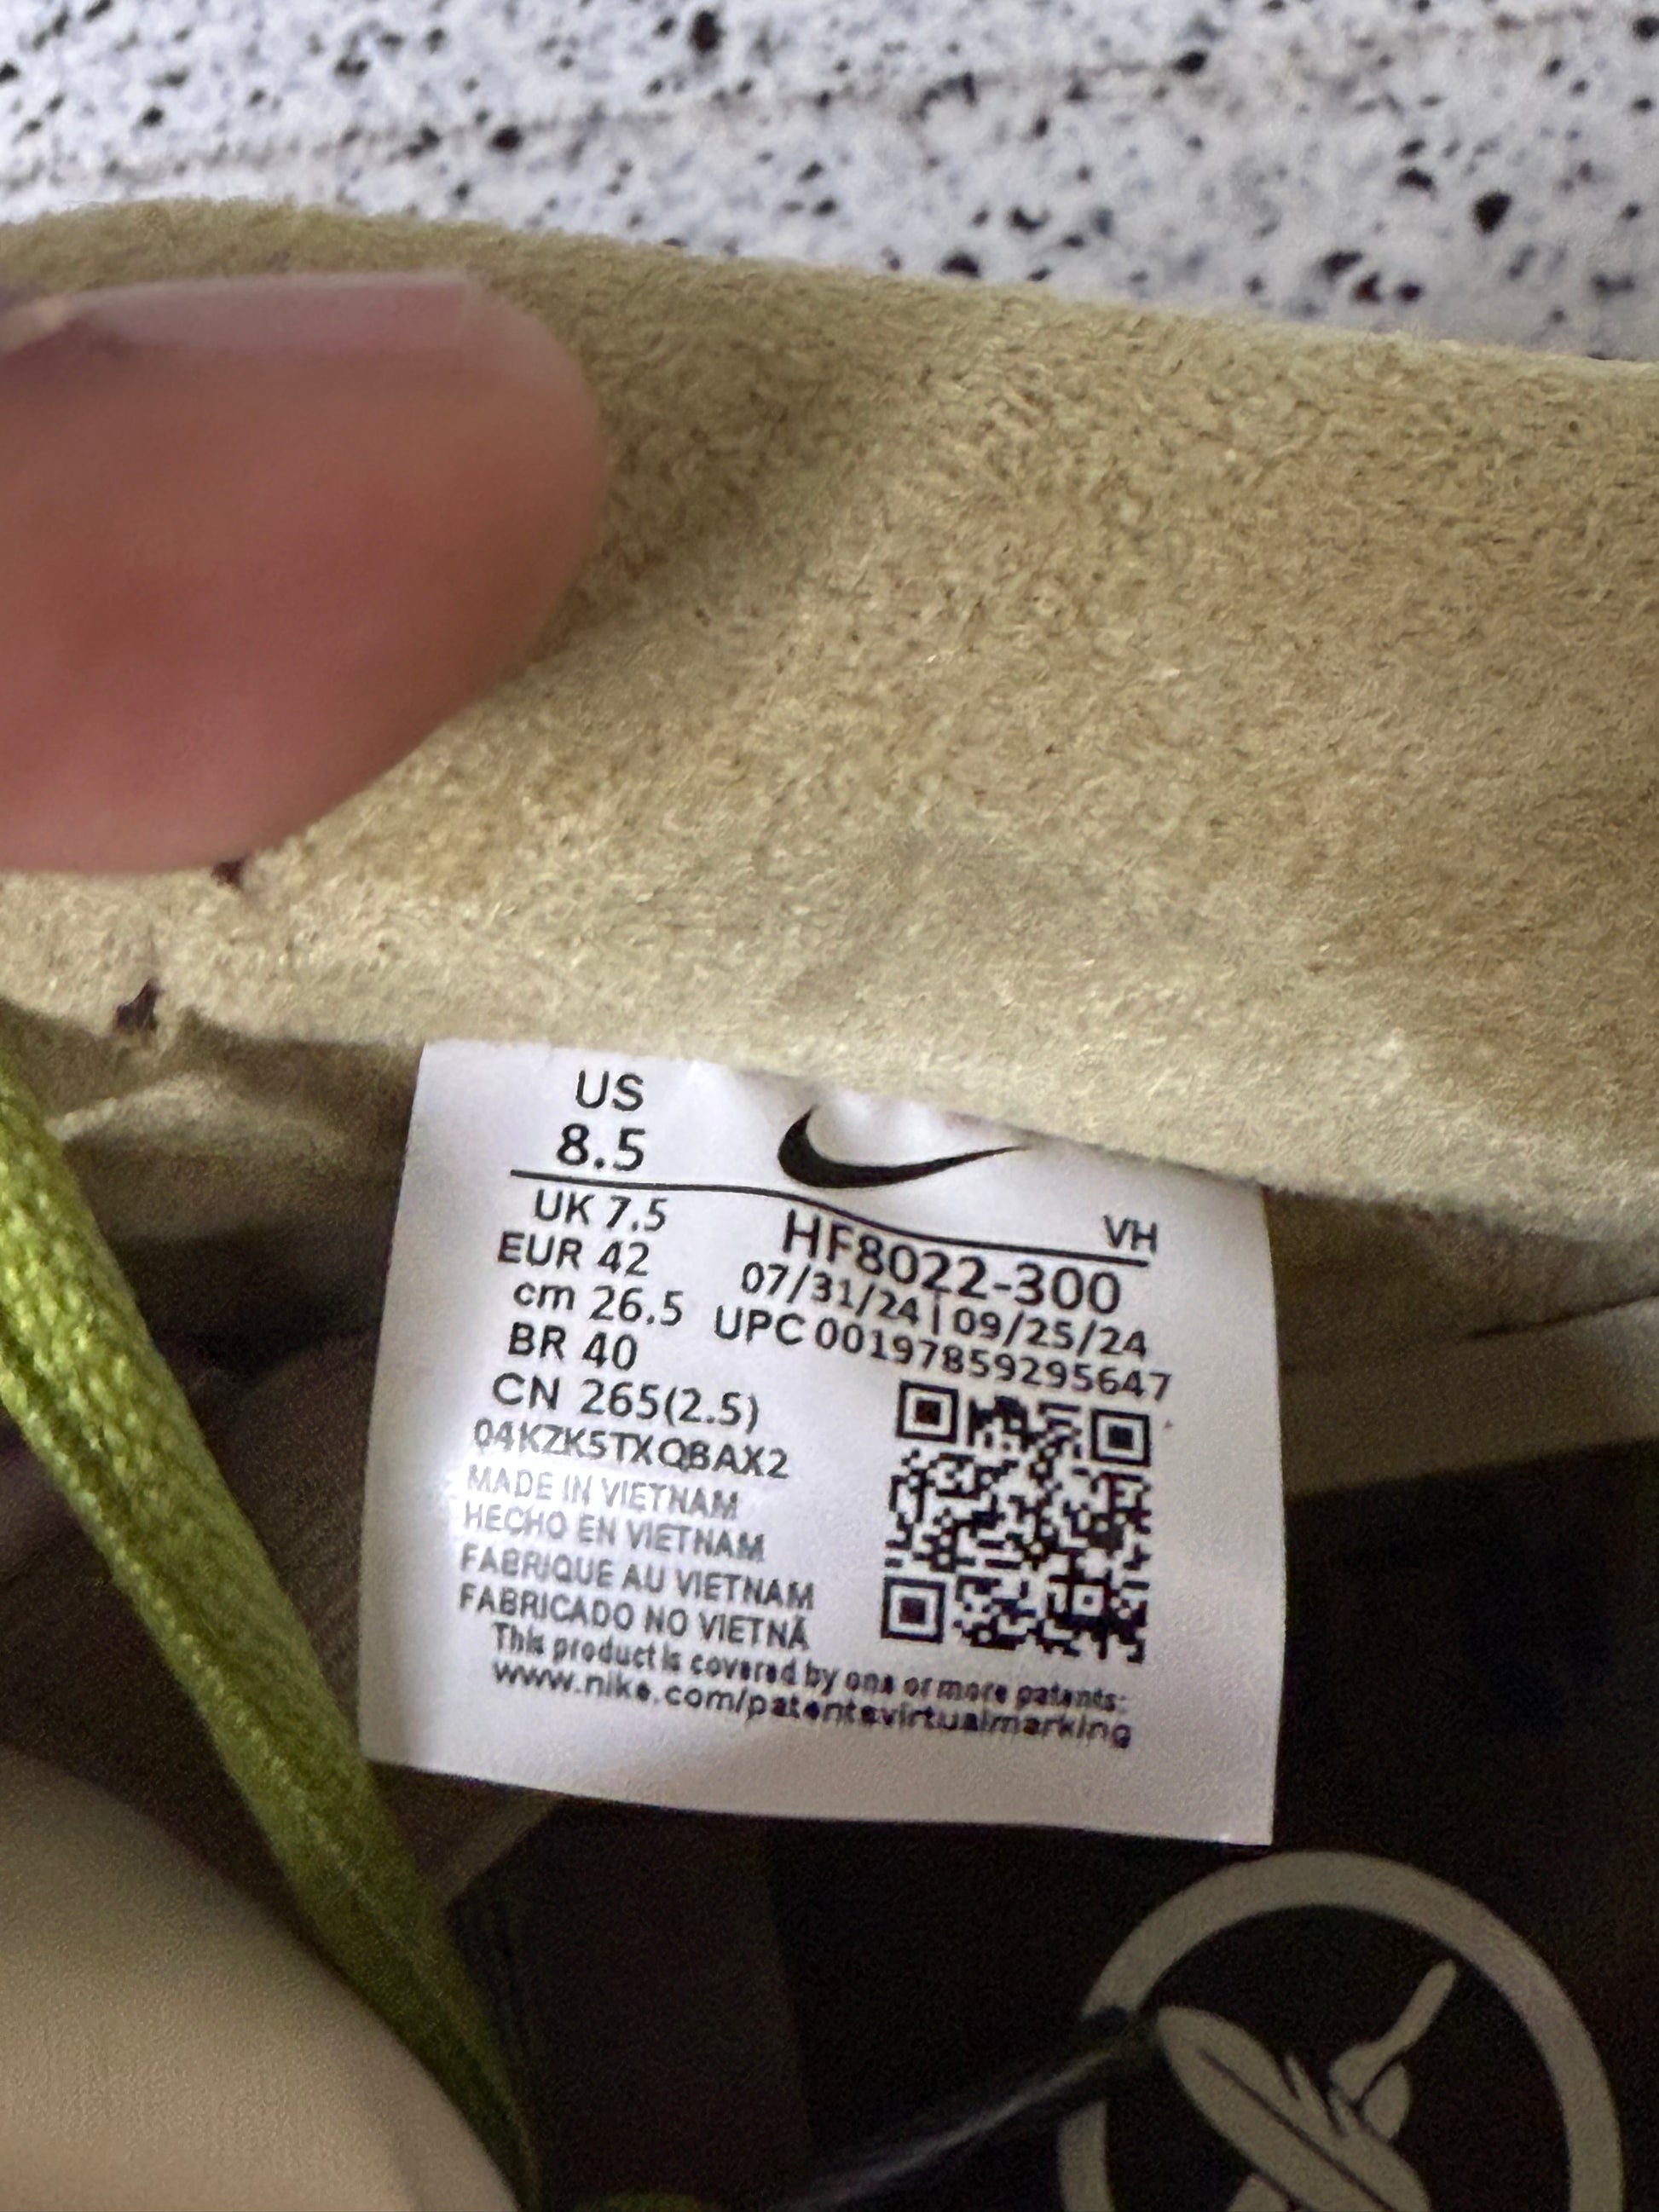 US
8.5
UK 7.5
EUR 42
cm 26.5
BR 40
CN 265(2.5)
04KZK5TXQBAX2
VH
HF8022-300
07/31/24 | 09/25/24
UPC 00197859295647
MADE IN VIETNAM
HECHO EN VIETNAM
FABRIQUE AU VIETNAM
FABRICADO NO VIETNÃ
This product is covered by one or more patents:
www.nike.com/patentsvirtualmarking